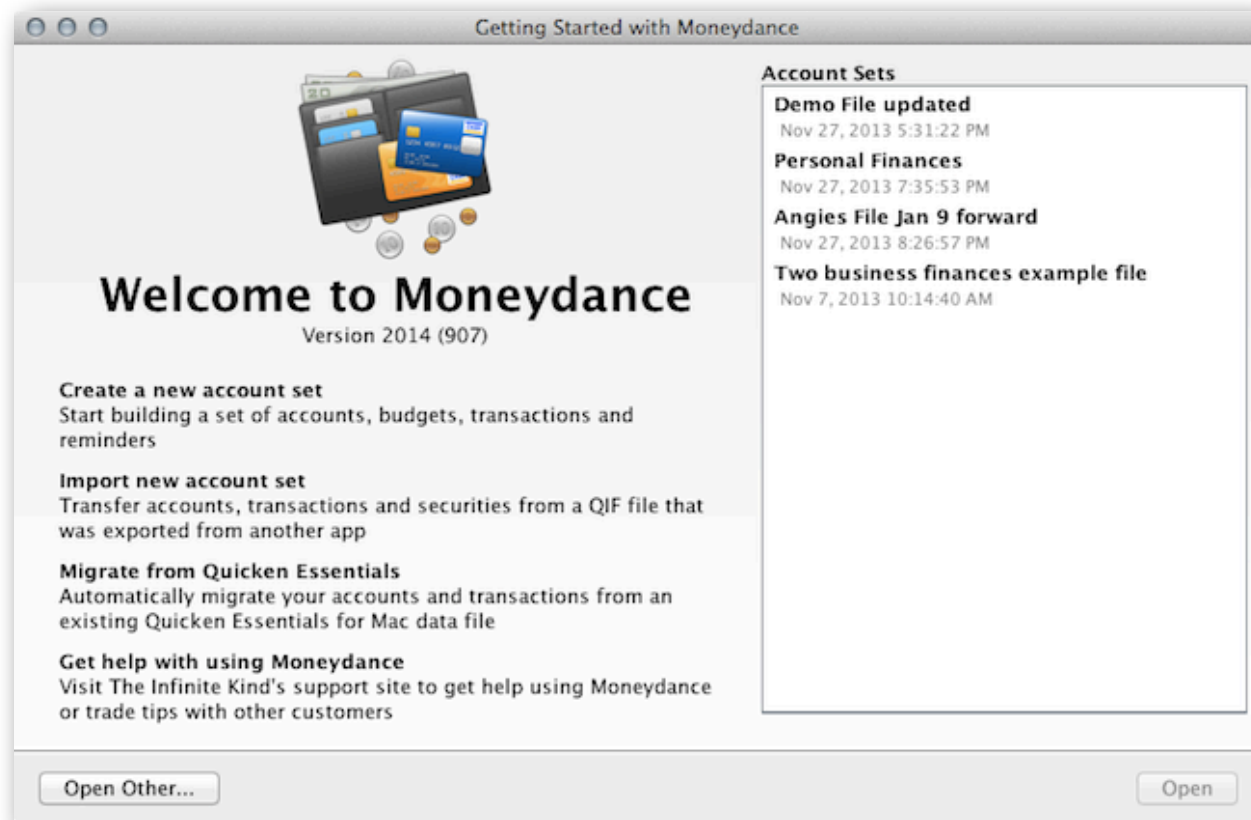 Getting Started with Moneydance
Welcome to Moneydance
Version 2014 (907)
Create a new account set
Start building a set of accounts, budgets, transactions and
reminders
Import new account set
Transfer accounts, transactions and securities from a QIF file that
was exported from another app
Migrate from Quicken Essentials
Automatically migrate your accounts and transactions from an
existing Quicken Essentials for Mac data file
Get help with using Moneydance
Visit The Infinite Kind's support site to get help using Moneydance
or trade tips with other customers
Account Sets
Demo File updated
Nov 27, 2013 5:31:22 PM
Personal Finances
Nov 27, 2013 7:35:53 PM
Angies File Jan 9 forward
Nov 27, 2013 8:26:57 PM
Two business finances example file
Nov 7, 2013 10:14:40 AM
Open Other...
Open